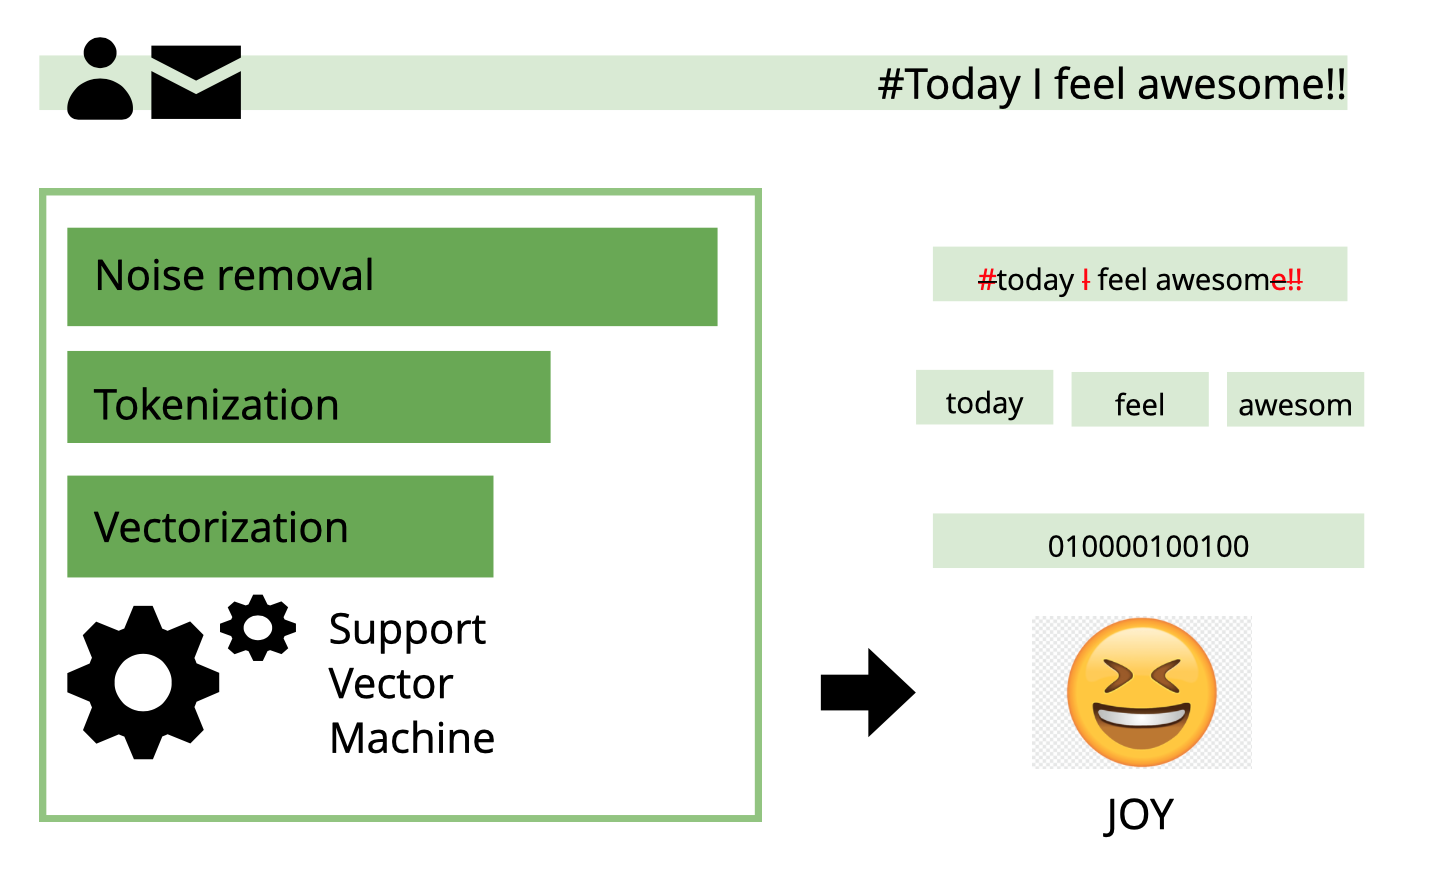 #Today I feel awesome!!
Noise removal
#today I feel awesome!!
Tokenization
today
feel
awesom
Vectorization
010000100100
Support
Vector
Machine
JOY